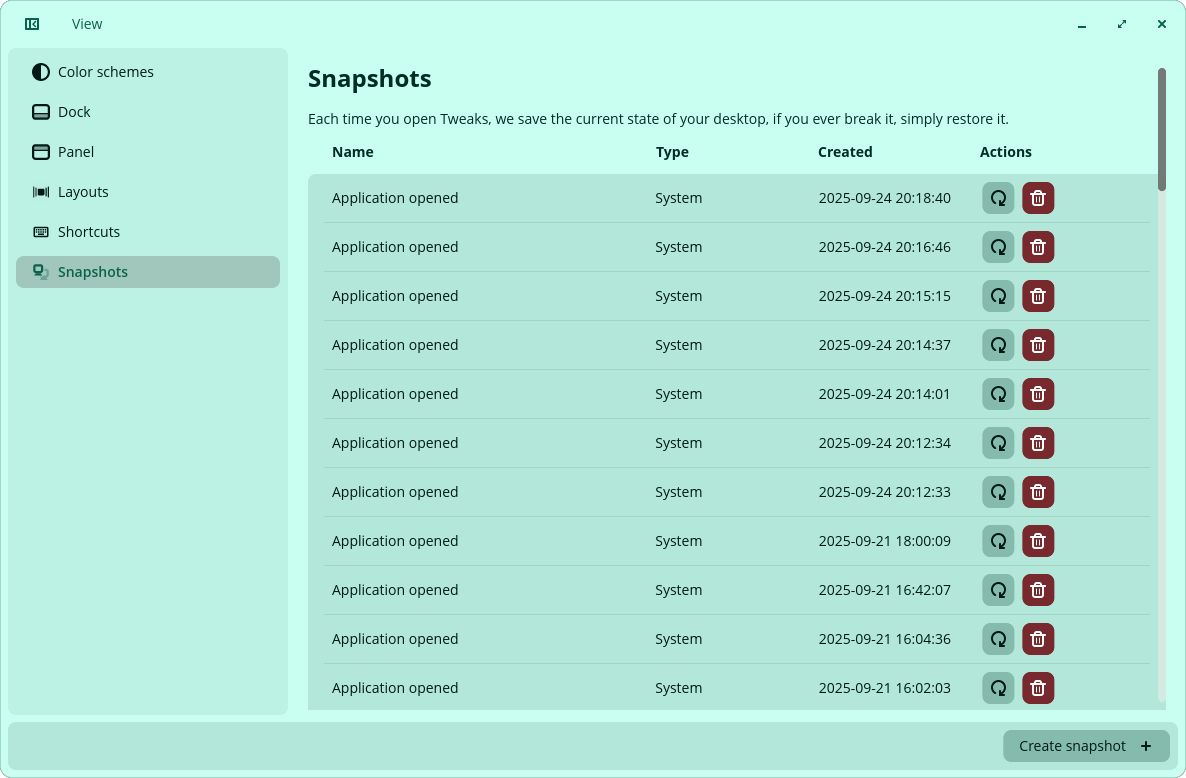 View
Color schemes
Dock
Panel
Layouts
Shortcuts
Snapshots
Snapshots
Each time you open Tweaks, we save the current state of your desktop, if you ever break it, simply restore it.
Name Type Created Actions
Application opened System 2025-09-24 20:18:40
Application opened System 2025-09-24 20:16:46
Application opened System 2025-09-24 20:15:15
Application opened System 2025-09-24 20:14:37
Application opened System 2025-09-24 20:14:01
Application opened System 2025-09-24 20:12:34
Application opened System 2025-09-24 20:12:33
Application opened System 2025-09-21 18:00:09
Application opened System 2025-09-21 16:42:07
Application opened System 2025-09-21 16:04:36
Application opened System 2025-09-21 16:02:03
Create snapshot